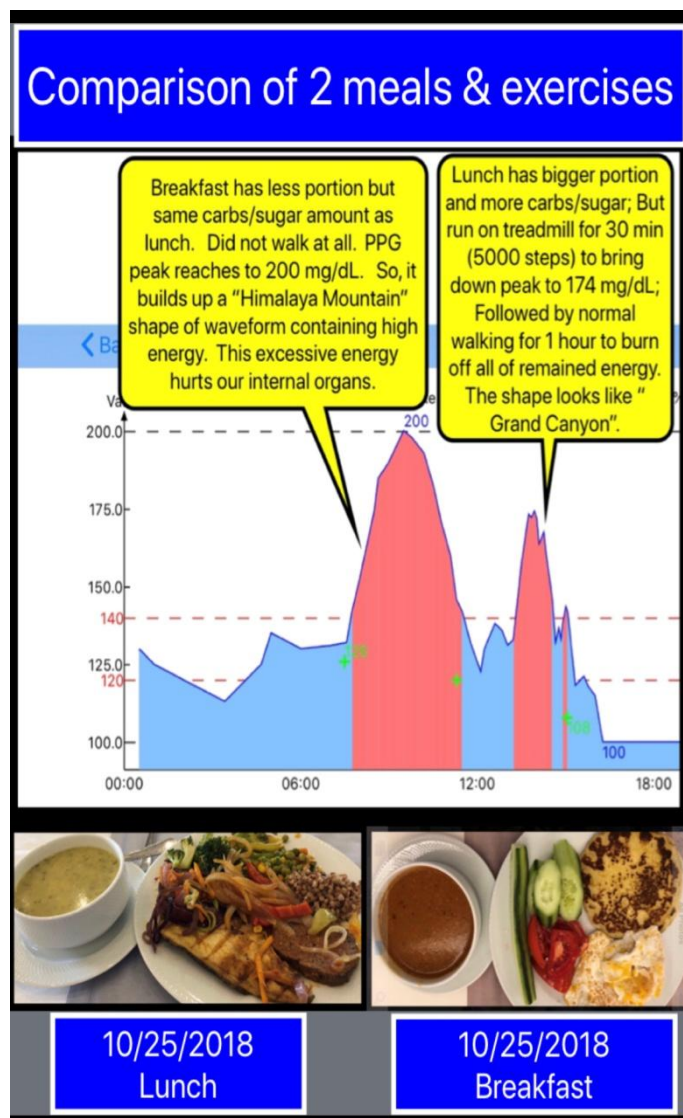 Comparison of 2 meals & exercises
Breakfast has less portion but
same carbs/sugar amount as
lunch. Did not walk at all. PPG
peak reaches to 200 mg/dL. So, it
builds up a “Himalaya Mountain”
shape of waveform containing high
energy. This excessive energy
hurts our internal organs.
Lunch has bigger portion
and more carbs/sugar; But
run on treadmill for 30 min
(5000 steps) to bring
down peak to 174 mg/dL;
Followed by normal
walking for 1 hour to burn
off all of remained energy.
The shape looks like “
Grand Canyon”.
200
200.0
175.0
150.0
140
125.0
120
100.0
100
00:00 06:00 12:00 18:00
10/25/2018
Lunch
10/25/2018
Breakfast